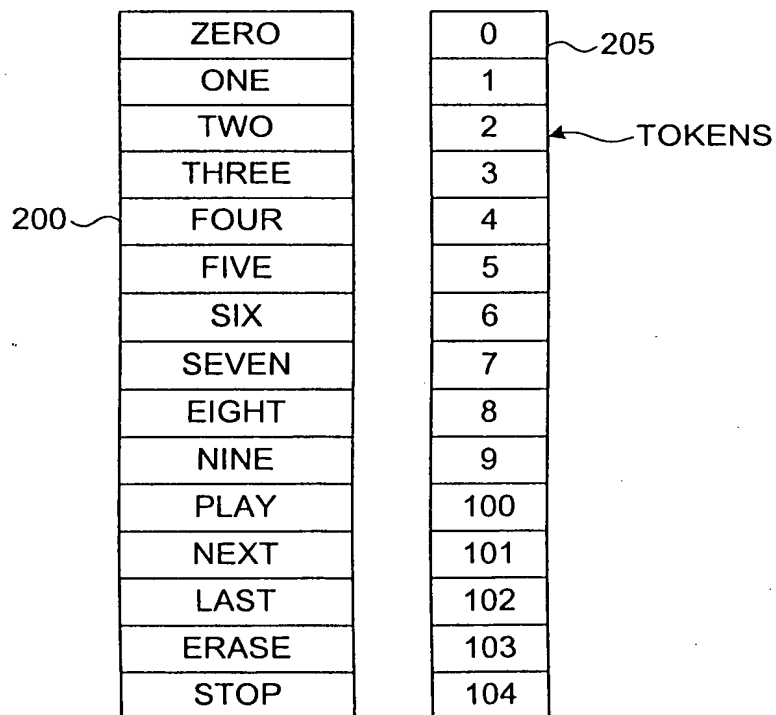 ZERO 0 205
ONE 1
TWO 2 TOKENS
THREE 3
200 FOUR 4
FIVE 5
SIX 6
SEVEN 7
EIGHT 8
NINE 9
PLAY 100
NEXT 101
LAST 102
ERASE 103
STOP 104